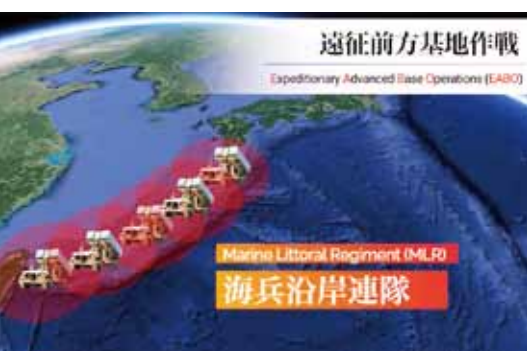 遠征前方基地作戦
Expeditionary Advanced Base Operations (EABO)
Marine Littoral Regiment (MLR)
海兵沿岸連隊